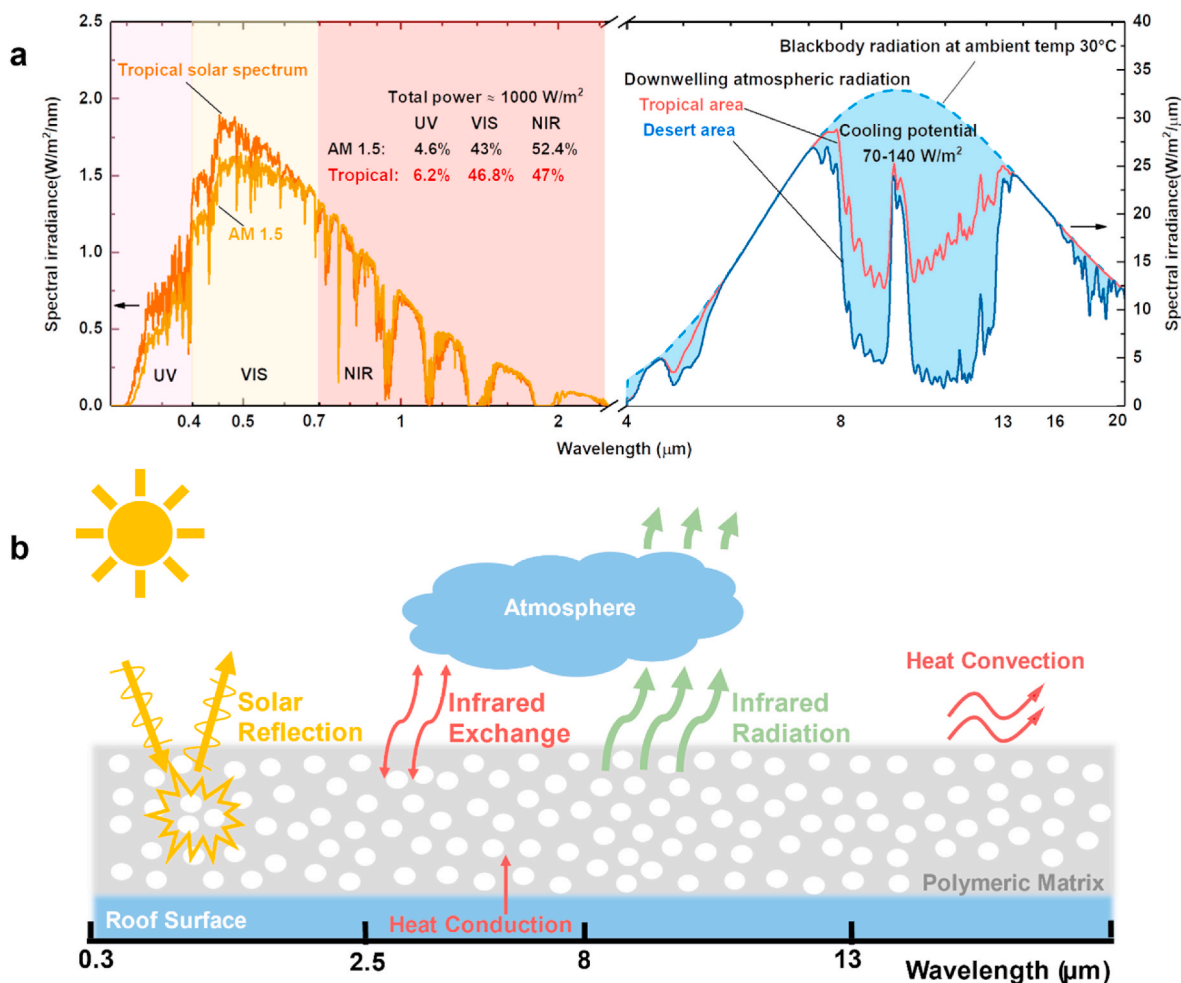 a
Spectral irradiance(W/m²/nm)
2.5
2.0
1.5
1.0
0.5
0.0
Tropical solar spectrum
AM 1.5
Total power ≈ 1000 W/m²
UV VIS NIR
AM 1.5: 4.6% 43% 52.4%
Tropical: 6.2% 46.8% 47%
UV VIS NIR
0.4 0.5 0.7 1 2
Blackbody radiation at ambient temp 30°C
Downwelling atmospheric radiation
Tropical area
Desert area
Cooling potential
70-140 W/m²
40
35
30
25
20
15
10
5
0
Spectral irradiance(W/m²/μm)
4 8 13 16 20
Wavelength (μm)
b
Atmosphere
Solar
Reflection
Infrared
Exchange
Infrared
Radiation
Heat Convection
Polymeric Matrix
Roof Surface
Heat Conduction
0.3 2.5 8 13 Wavelength (μm)